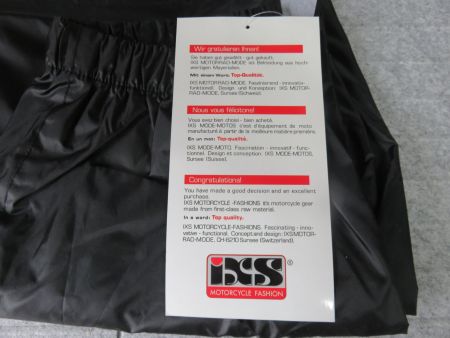 Wir gratulieren Ihnen!
Sie haben gut gewählt - gut gekauft.
IXS MOTORRAD-MODE ist Bekleidung aus hoch-
wertigen Materialien.
Mit einem Wort: Top-Qualität.
IXS MOTORRAD-MODE. Faszinierend - innovativ -
funktionell. Design und Konzeption: IXS MOTOR-
RAD-MODE, Sursee (Schweiz).
Nous vous félicitons!
Vous avez bien choisi - bien acheté.
IXS MODE-MOTOS c'est d'équipement de moto
manufacturé à partir de la meilleure matière première.
En un mot: Top-qualité.
IXS MODE-MOTO. Fascination - innovatif - func-
tionnel. Design et conception: IXS MODE-MOTOS,
Sursee (Suisse).
Congratulations!
You have made a good decision and an excellent
purchase.
IXS MOTORCYCLE-FASHIONS it's motorcycle gear
made from first-class raw material.
In a word: Top quality.
IXS MOTORCYCLE-FASHIONS. Fascinating - inno-
vative - functional. Concept and design: IXS MOTOR-
RAD-MODE, CH-6210 Sursee (Switzerland).
iXS®
MOTORCYCLE FASHION